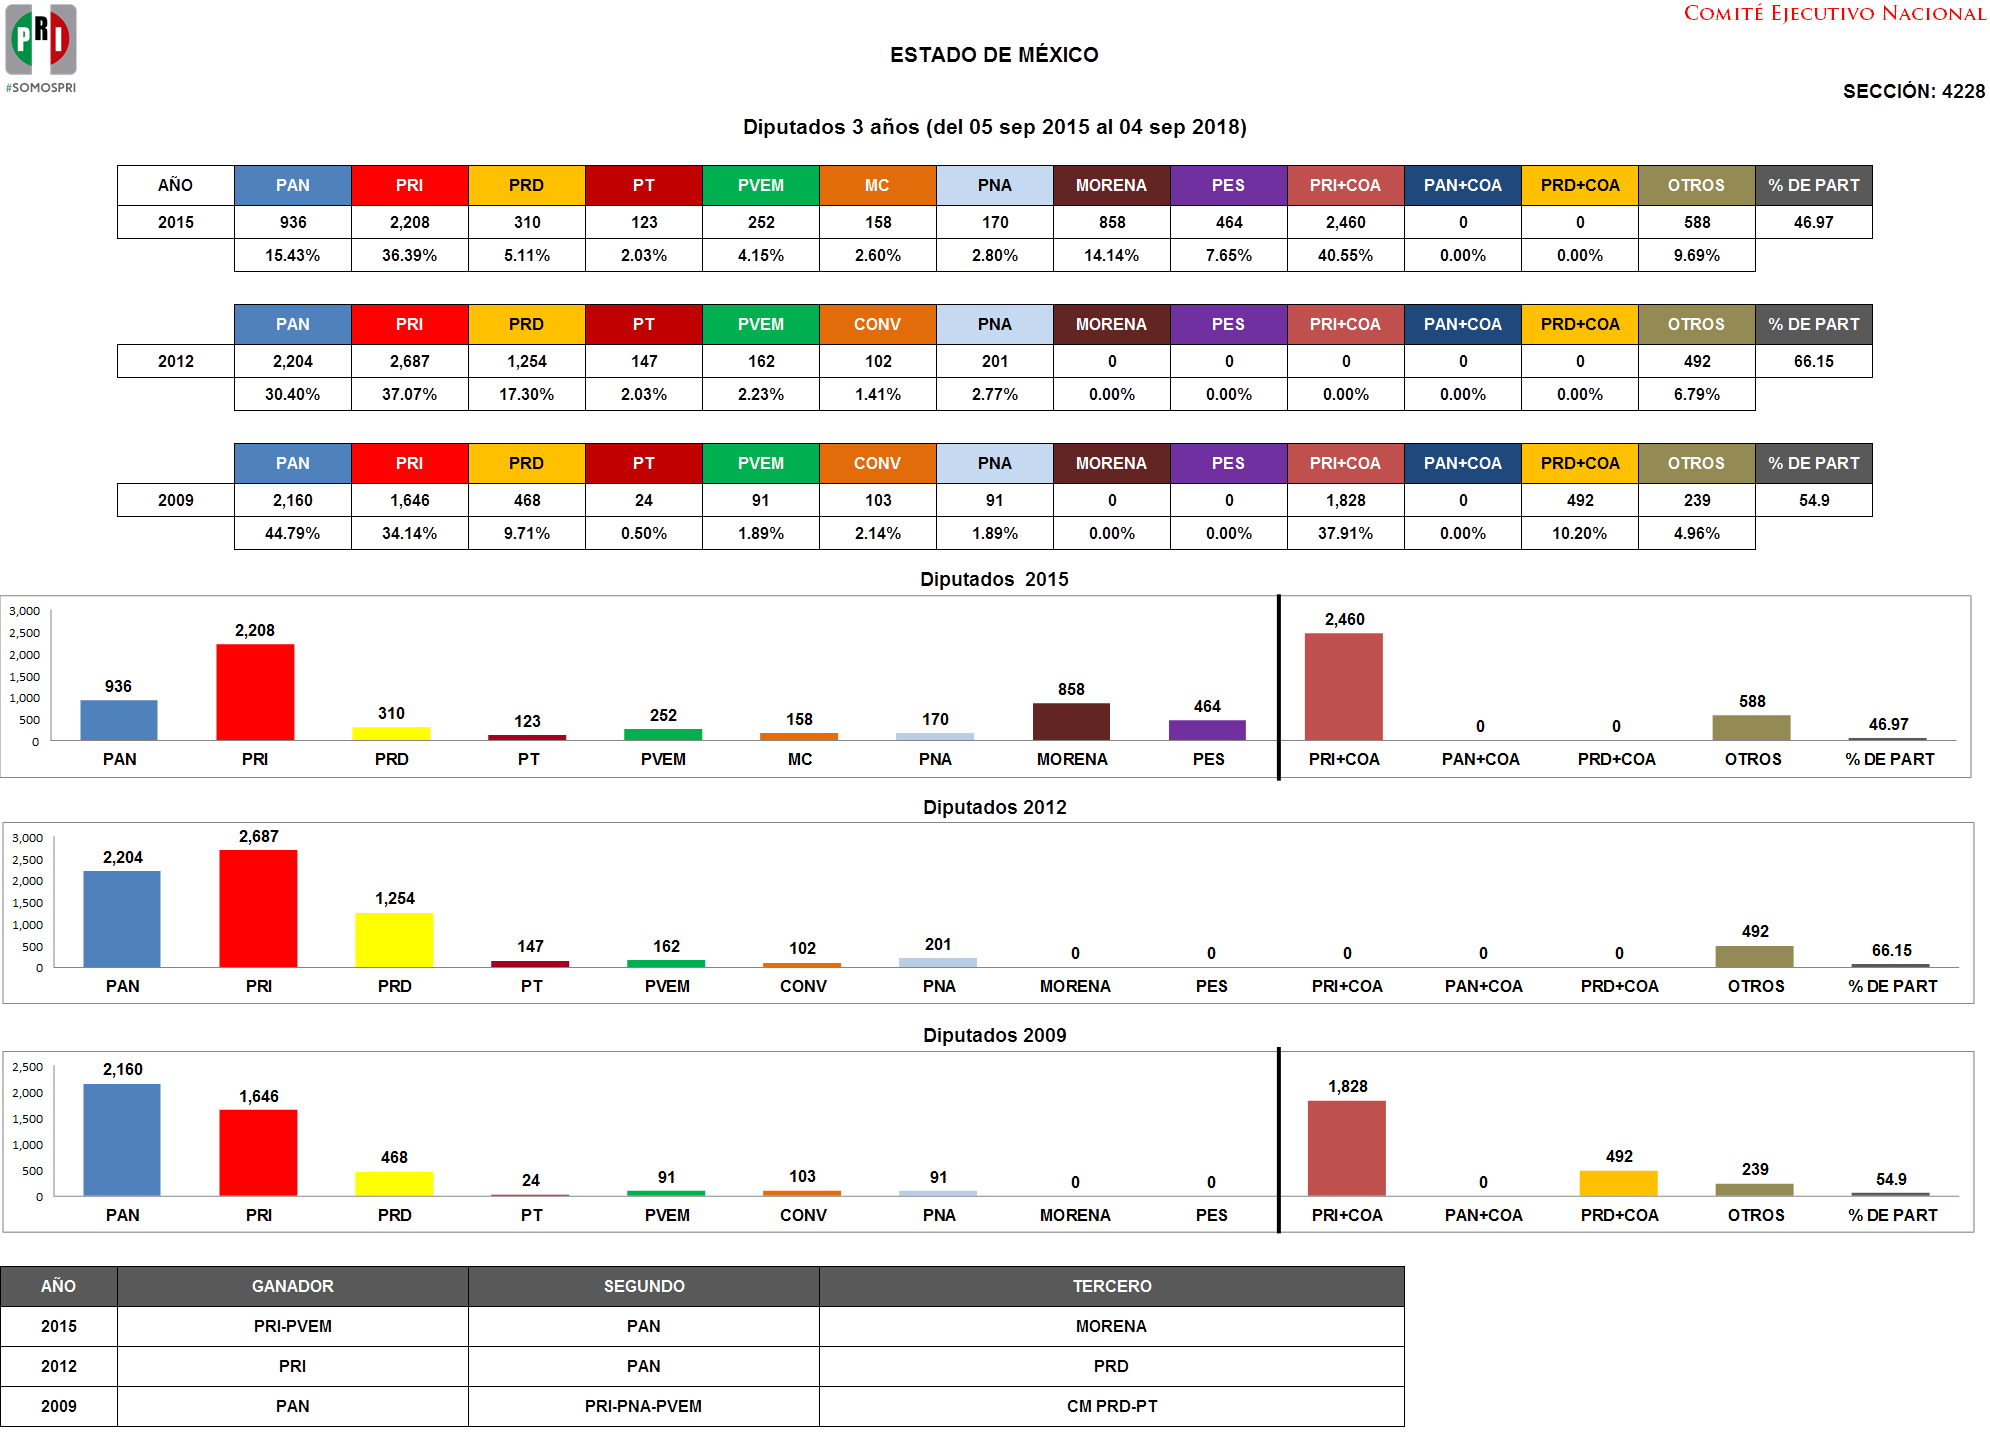 PRI
#SOMOSPRI
COMITÉ EJECUTIVO NACIONAL
ESTADO DE MÉXICO
SECCIÓN: 4228
Diputados 3 años (del 05 sep 2015 al 04 sep 2018)
AÑO PAN PRI PRD PT PVEM MC PNA MORENA PES PRI+COA PAN+COA PRD+COA OTROS % DE PART
2015 936 2,208 310 123 252 158 170 858 464 2,460 0 0 588 46.97
15.43% 36.39% 5.11% 2.03% 4.15% 2.60% 2.80% 14.14% 7.65% 40.55% 0.00% 0.00% 9.69%
PAN PRI PRD PT PVEM CONV PNA MORENA PES PRI+COA PAN+COA PRD+COA OTROS % DE PART
2012 2,204 2,687 1,254 147 162 102 201 0 0 0 0 0 492 66.15
30.40% 37.07% 17.30% 2.03% 2.23% 1.41% 2.77% 0.00% 0.00% 0.00% 0.00% 0.00% 6.79%
PAN PRI PRD PT PVEM CONV PNA MORENA PES PRI+COA PAN+COA PRD+COA OTROS % DE PART
2009 2,160 1,646 468 24 91 103 91 0 0 1,828 0 492 239 54.9
44.79% 34.14% 9.71% 0.50% 1.89% 2.14% 1.89% 0.00% 0.00% 37.91% 0.00% 10.20% 4.96%
Diputados 2015
3,000
2,500
2,000
1,500
1,000
500
0
936 2,208 310 123 252 158 170 858 464 2,460 0 0 588 46.97
PAN PRI PRD PT PVEM MC PNA MORENA PES PRI+COA PAN+COA PRD+COA OTROS % DE PART
Diputados 2012
3,000
2,500
2,000
1,500
1,000
500
0
2,204 2,687 1,254 147 162 102 201 0 0 0 0 0 492 66.15
PAN PRI PRD PT PVEM CONV PNA MORENA PES PRI+COA PAN+COA PRD+COA OTROS % DE PART
Diputados 2009
2,500
2,000
1,500
1,000
500
0
2,160 1,646 468 24 91 103 91 0 0 1,828 0 492 239 54.9
PAN PRI PRD PT PVEM CONV PNA MORENA PES PRI+COA PAN+COA PRD+COA OTROS % DE PART
AÑO GANADOR SEGUNDO TERCERO
2015 PRI-PVEM PAN MORENA
2012 PRI PAN PRD
2009 PAN PRI-PNA-PVEM CM PRD-PT